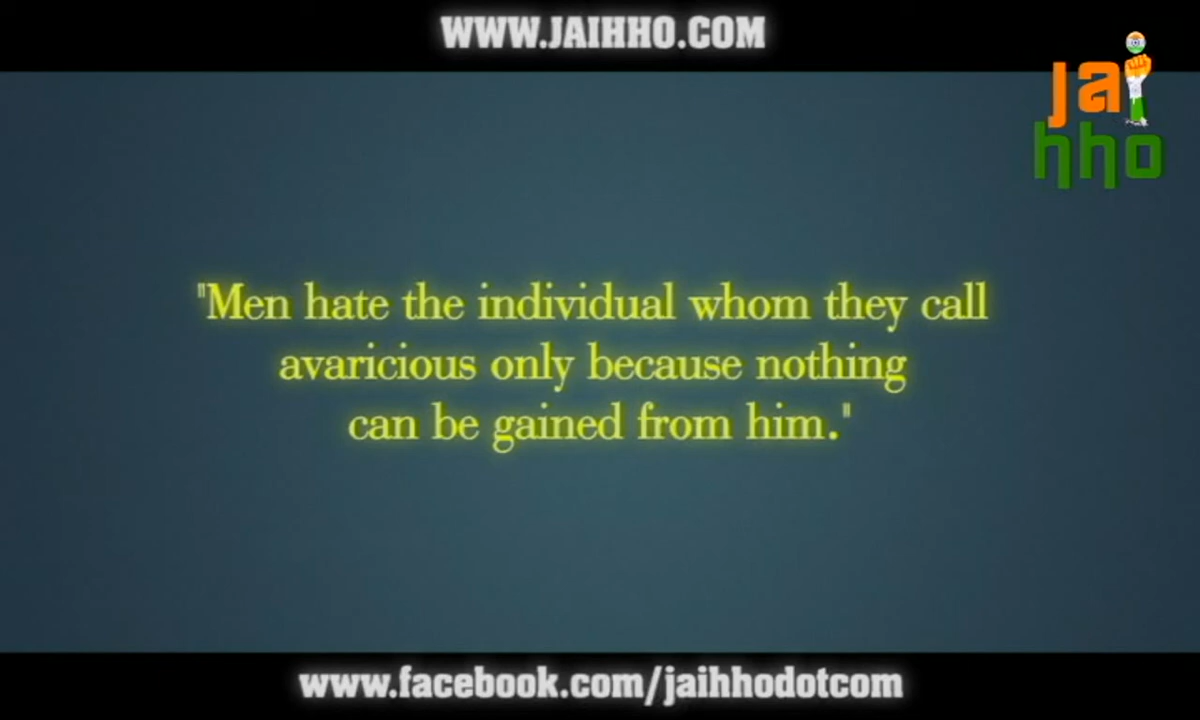 WWW.JAIHHO.COM
jai
hho
"Men hate the individual whom they call
avaricious only because nothing
can be gained from him."
www.facebook.com/jaihhodotcom